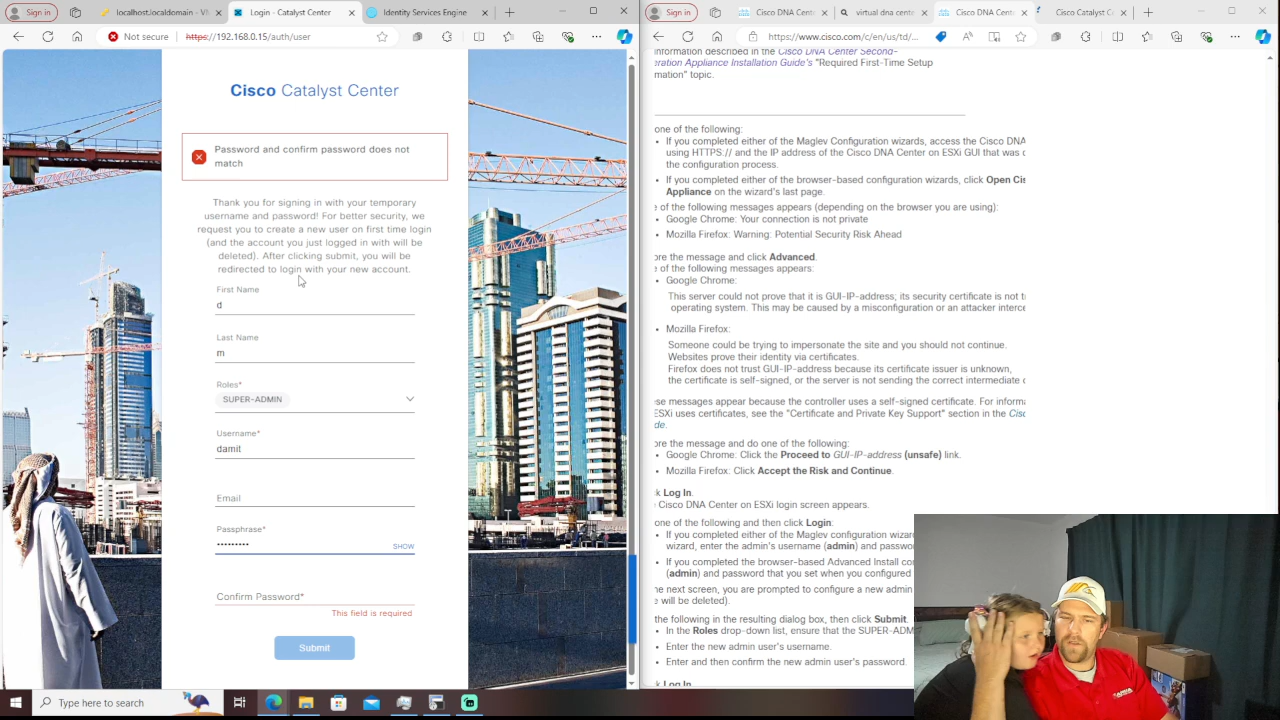 Sign in
localhost.localdomain - V
Login - Catalyst Center
Identity Services Engine
Not secure
https://192.168.0.15/auth/user
Cisco Catalyst Center
Password and confirm password does not
match
Thank you for signing in with your temporary
username and password! For better security, we
request you to create a new user on first time login
(and the account you just logged in with will be
deleted). After clicking submit, you will be
redirected to login with your new account.
First Name
d
Last Name
m
Roles*
SUPER-ADMIN
Username*
damit
Email
Passphrase*
•••••••••
SHOW
Confirm Password*
This field is required
Submit
Type here to search
Sign in
Cisco DNA Cent
virtual dna cente
Cisco DNA Cent
Cisco Catalyst C
https://www.cisco.com/c/en/us/td/...
information described in the Cisco DNA Center Second-
eration Appliance Installation Guide's "Required First-Time Setup
mation" topic.
one of the following:
If you completed either of the Maglev Configuration wizards, access the Cisco DNA
using HTTPS:// and the IP address of the Cisco DNA Center on ESXi GUI that was
the configuration process.
If you completed either of the browser-based configuration wizards, click Open Cis
Appliance on the wizard's last page.
e of the following messages appears (depending on the browser you are using):
Google Chrome: Your connection is not private
Mozilla Firefox: Warning: Potential Security Risk Ahead
ore the message and click Advanced.
e of the following messages appears:
Google Chrome:
This server could not prove that it is GUI-IP-address; its security certificate is not
operating system. This may be caused by a misconfiguration or an attacker interce
Mozilla Firefox:
Someone could be trying to impersonate the site and you should not continue.
Websites prove their identity via certificates.
Firefox does not trust GUI-IP-address because its certificate issuer is unknown,
the certificate is self-signed, or the server is not sending the correct intermediate
se messages appear because the controller uses a self-signed certificate. For informa
ESXi uses certificates, see the "Certificate and Private Key Support" section in the Cisc
de.
ore the message and do one of the following:
Google Chrome: Click the Proceed to GUI-IP-address (unsafe) link.
Mozilla Firefox: Click Accept the Risk and Continue.
k Log In.
Cisco DNA Center on ESXi login screen appears.
one of the following and then click Login:
If you completed either of the Maglev configuration wizar
wizard, enter the admin's username (admin) and passwo
If you completed the browser-based Advanced Install co
(admin) and password that you set when you configured
he next screen, you are prompted to configure a new admin
e will be deleted).
the following in the resulting dialog box, then click Submit.
In the Roles drop-down list, ensure that the SUPER-ADM
Enter the new admin user's username.
Enter and then confirm the new admin user's password.
k Log In